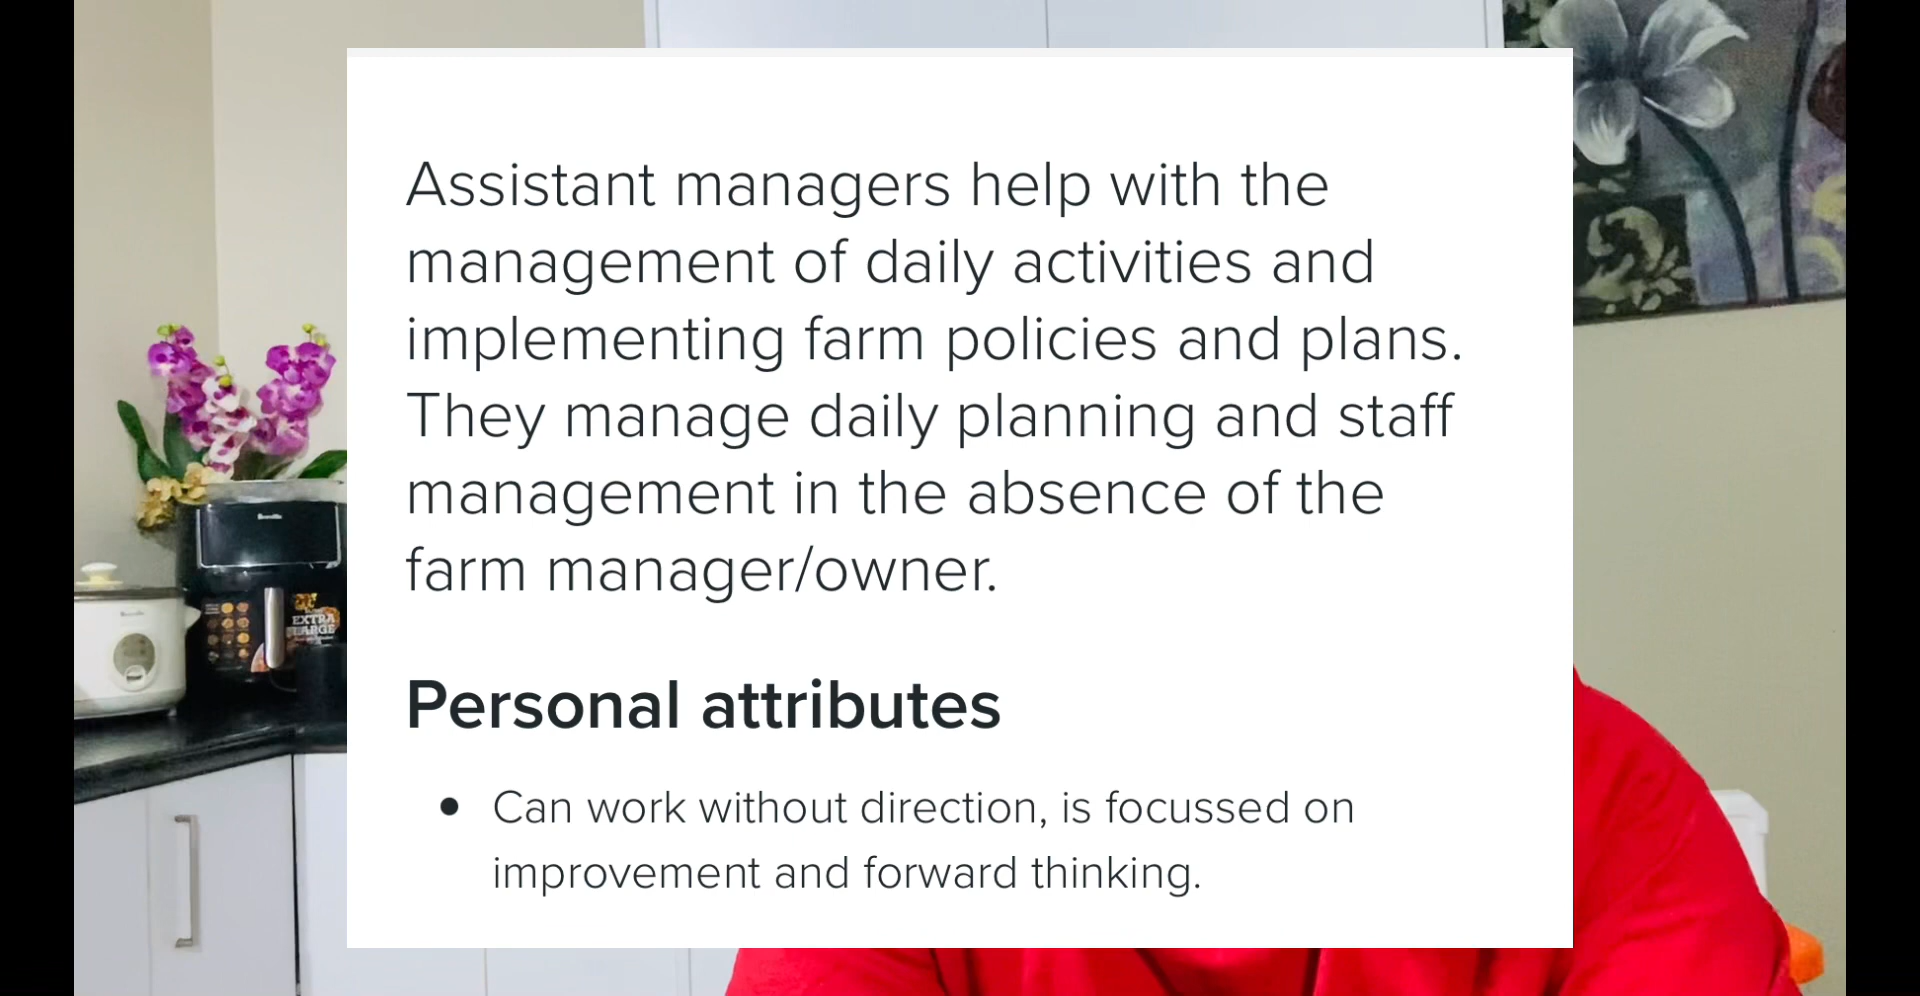 Assistant managers help with the
management of daily activities and
implementing farm policies and plans.
They manage daily planning and staff
management in the absence of the
farm manager/owner.
Personal attributes
• Can work without direction, is focussed on
improvement and forward thinking.
EXTRA
LARGE